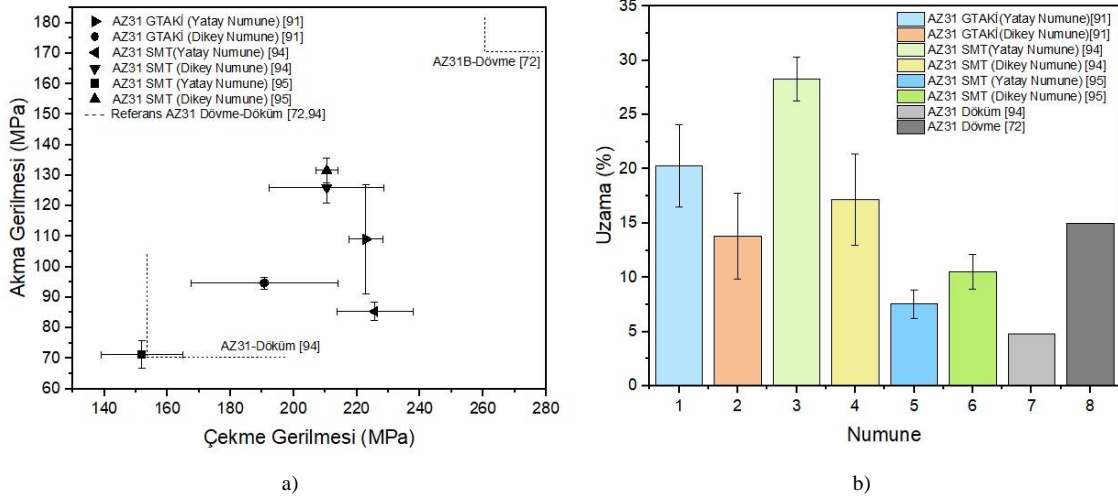 AZ31 GTAKİ (Yatay Numune) [91]
AZ31 GTAKİ (Dikey Numune) [91]
AZ31 SMT(Yatay Numune) [94]
AZ31 SMT (Dikey Numune) [94]
AZ31 SMT (Yatay Numune) [95]
AZ31 SMT (Dikey Numune) [95]
Referans AZ31 Dövme-Döküm [72,94]
AZ31B-Dövme [72]
AZ31-Döküm [94]
Akma Gerilmesi (MPa)
180
170
160
150
140
130
120
110
100
90
80
70
60
140 160 180 200 220 240 260 280
Çekme Gerilmesi (MPa)
a)
AZ31 GTAKİ(Yatay Numune)[91]
AZ31 GTAKİ(Dikey Numune)[91]
AZ31 SMT (Yatay Numune) [94]
AZ31 SMT (Dikey Numune) [94]
AZ31 SMT (Yatay Numune) [95]
AZ31 SMT (Dikey Numune) [95]
AZ31 Döküm [94]
AZ31 Dövme [72]
Uzama (%)
35
30
25
20
15
10
5
0
1 2 3 4 5 6 7 8
Numune
b)